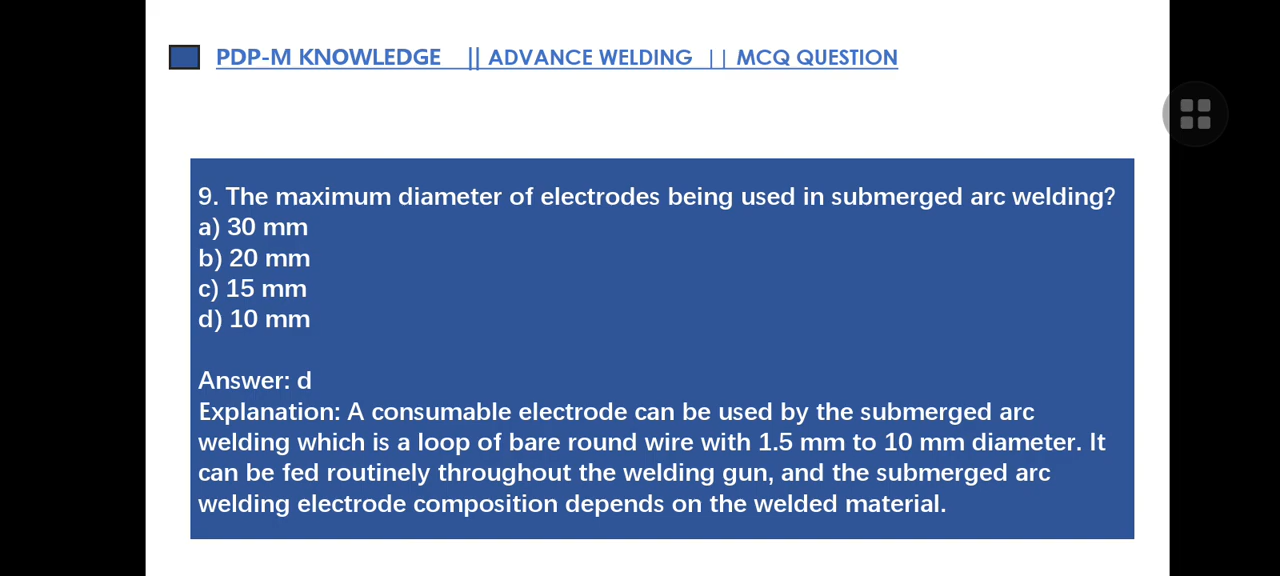 PDP-M KNOWLEDGE || ADVANCE WELDING || MCQ QUESTION
9. The maximum diameter of electrodes being used in submerged arc welding?
a) 30 mm
b) 20 mm
c) 15 mm
d) 10 mm
Answer: d
Explanation: A consumable electrode can be used by the submerged arc
welding which is a loop of bare round wire with 1.5 mm to 10 mm diameter. It
can be fed routinely throughout the welding gun, and the submerged arc
welding electrode composition depends on the welded material.